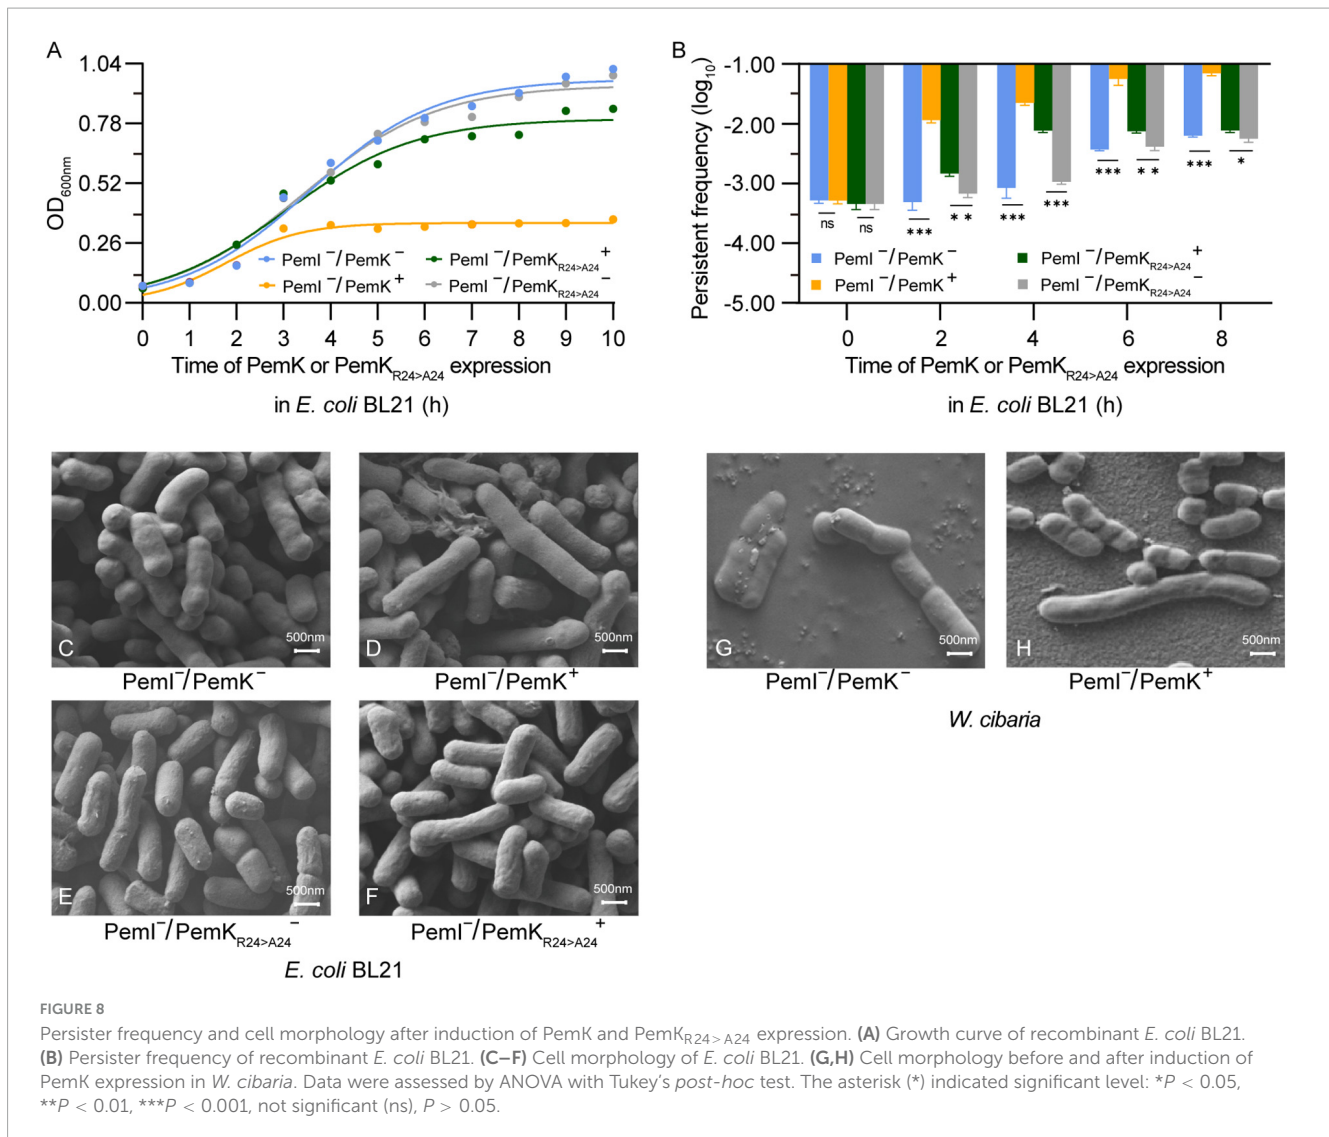 A
1.04
0.78
0.52
0.26
0.00
OD600nm
PemI⁻/PemK⁻
PemI⁻/PemK⁺
PemI⁻/PemKR24>A24⁺
PemI⁻/PemKR24>A24⁻
0 1 2 3 4 5 6 7 8 9 10
Time of PemK or PemKR24>A24 expression
in E. coli BL21 (h)
B
-1.00
-2.00
-3.00
-4.00
-5.00
Persistent frequency (log10)
ns ns *** ** *** *** *** ** *** *
PemI⁻/PemK⁻
PemI⁻/PemK⁺
PemI⁻/PemKR24>A24⁺
PemI⁻/PemKR24>A24⁻
0 2 4 6 8
Time of PemK or PemKR24>A24 expression
in E. coli BL21 (h)
C 500nm
PemI⁻/PemK⁻
D 500nm
PemI⁻/PemK⁺
G 500nm
PemI⁻/PemK⁻
H 500nm
PemI⁻/PemK⁺
W. cibaria
E 500nm
PemI⁻/PemKR24>A24⁻
F 500nm
PemI⁻/PemKR24>A24⁺
E. coli BL21
FIGURE 8
Persister frequency and cell morphology after induction of PemK and PemKR24>A24 expression. (A) Growth curve of recombinant E. coli BL21.
(B) Persister frequency of recombinant E. coli BL21. (C–F) Cell morphology of E. coli BL21. (G,H) Cell morphology before and after induction of
PemK expression in W. cibaria. Data were assessed by ANOVA with Tukey's post-hoc test. The asterisk (*) indicated significant level: *P < 0.05,
**P < 0.01, ***P < 0.001, not significant (ns), P > 0.05.